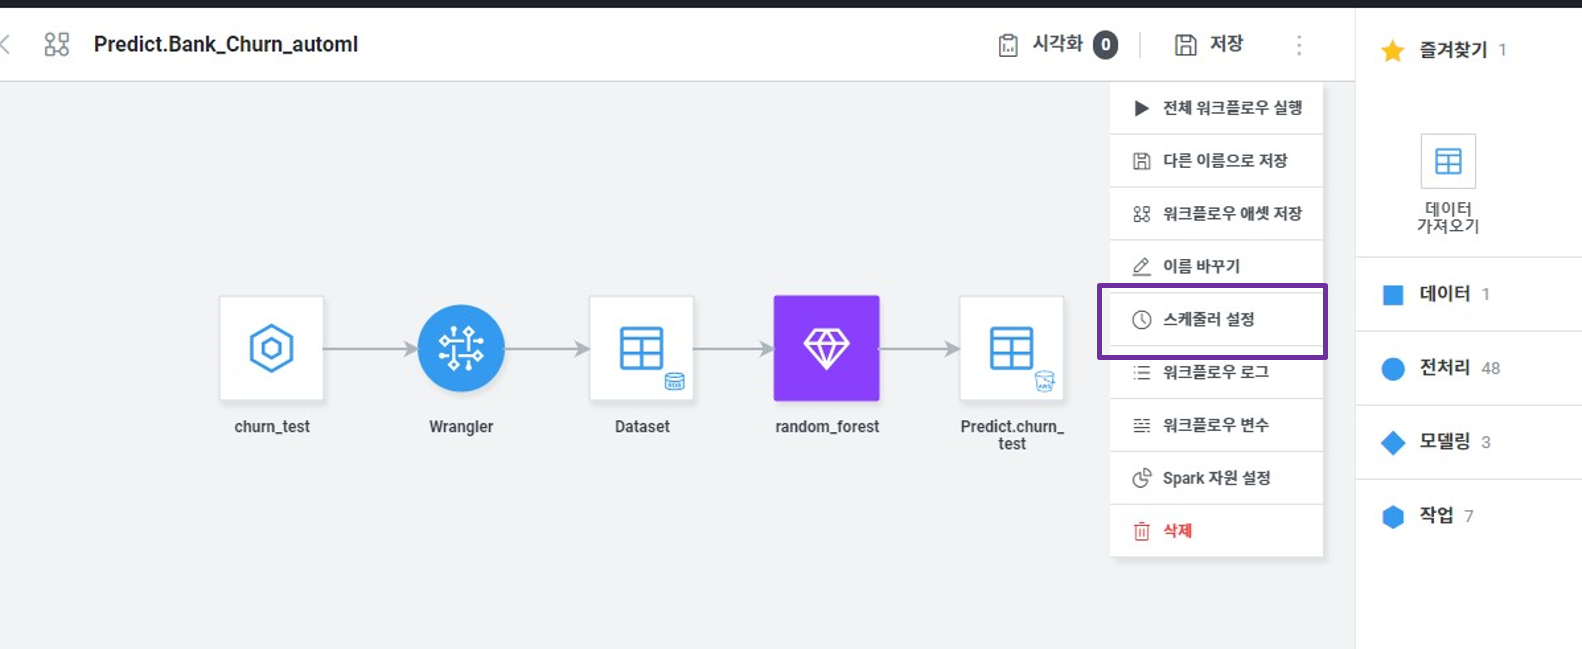 Predict.Bank_Churn_automl
시각화 0
저장
즐겨찾기 1
데이터
가져오기
데이터 1
전처리 48
모델링 3
작업 7
전체 워크플로우 실행
다른 이름으로 저장
워크플로우 애셋 저장
이름 바꾸기
스케줄러 설정
워크플로우 로그
워크플로우 변수
Spark 자원 설정
삭제
churn_test
Wrangler
RDB
Dataset
random_forest
AWS
Predict.churn_
test